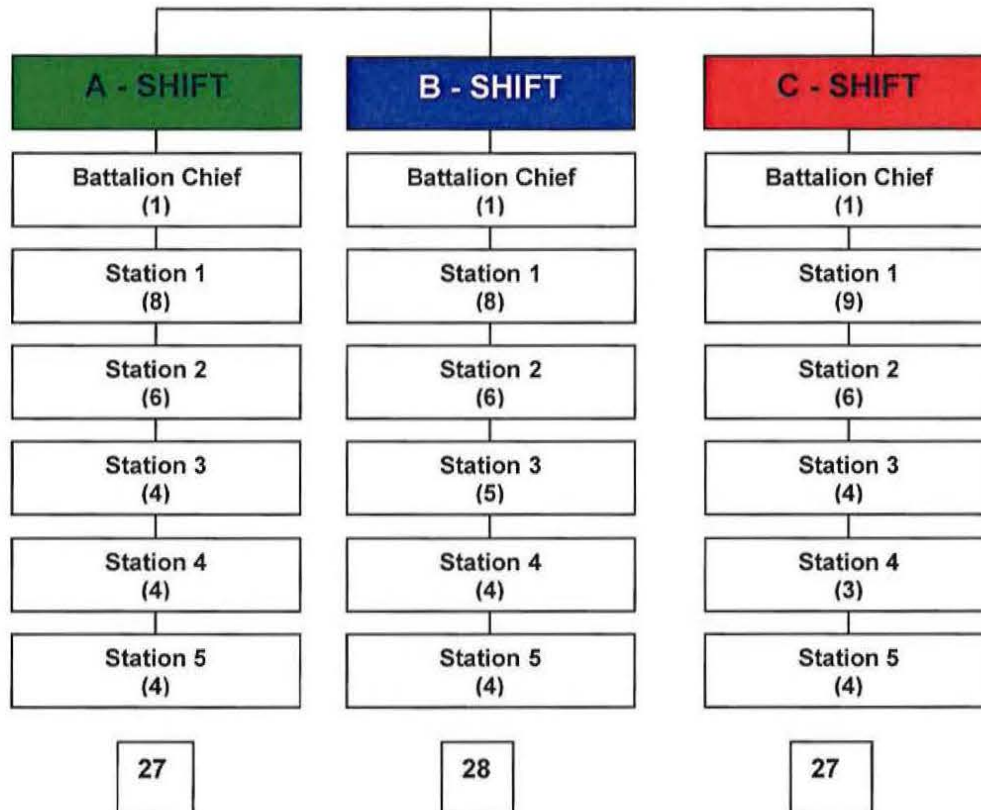 A - SHIFT
B - SHIFT
C - SHIFT
Battalion Chief
(1)
Battalion Chief
(1)
Battalion Chief
(1)
Station 1
(8)
Station 1
(8)
Station 1
(9)
Station 2
(6)
Station 2
(6)
Station 2
(6)
Station 3
(4)
Station 3
(5)
Station 3
(4)
Station 4
(4)
Station 4
(4)
Station 4
(3)
Station 5
(4)
Station 5
(4)
Station 5
(4)
27
28
27